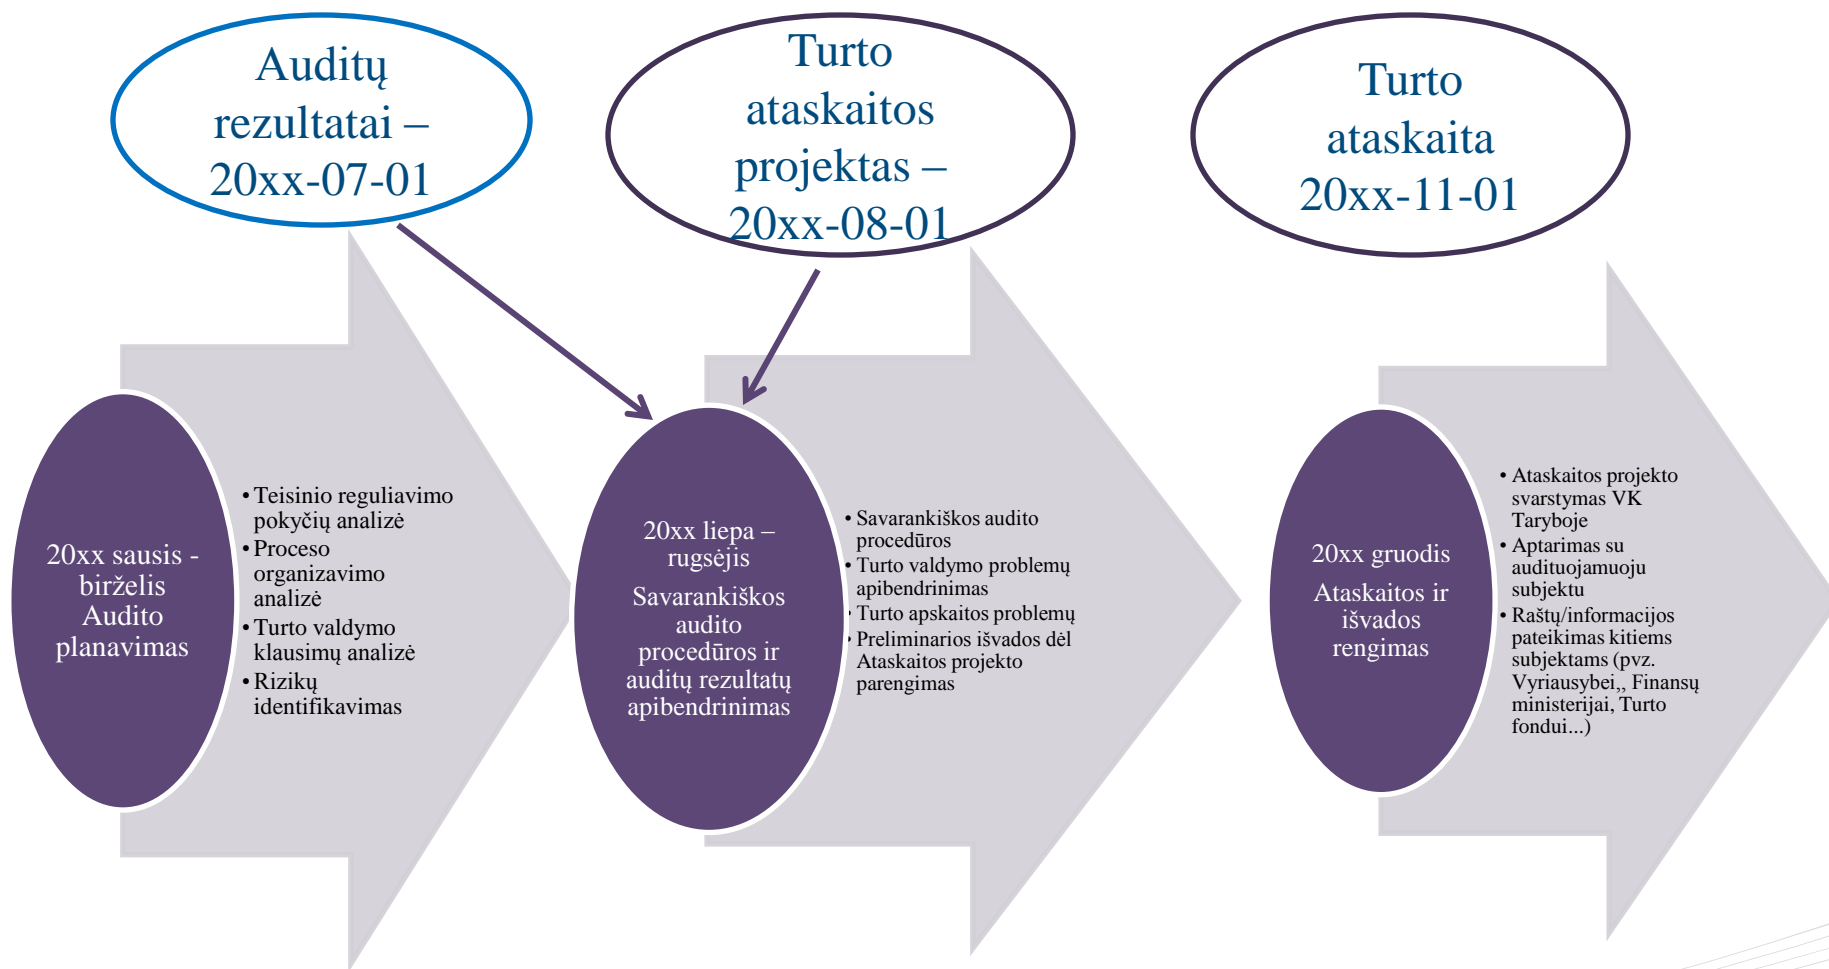 Auditų
rezultatai –
20xx-07-01
Turto
ataskaitos
projektas –
20xx-08-01
Turto
ataskaita
20xx-11-01
20xx sausis -
birželis
Audito
planavimas
• Teisinio reguliavimo
pokyčių analizė
• Proceso
organizavimo
analizė
• Turto valdymo
klausimų analizė
• Rizikų
identifikavimas
20xx liepa –
rugsėjis
Savarankiškos
audito
procedūros ir
auditų rezultatų
apibendrinimas
• Savarankiškos audito
procedūros
• Turto valdymo problemų
apibendrinimas
• Turto apskaitos problemų
• Preliminarios išvados dėl
Ataskaitos projekto
parengimas
20xx gruodis
Ataskaitos ir
išvados
rengimas
• Ataskaitos projekto
svarstymas VK
Taryboje
• Aptarimas su
audituojamuoju
subjektu
• Raštų/informacijos
pateikimas kitiems
subjektams (pvz.
Vyriausybei,, Finansų
ministerijai, Turto
fondui...)